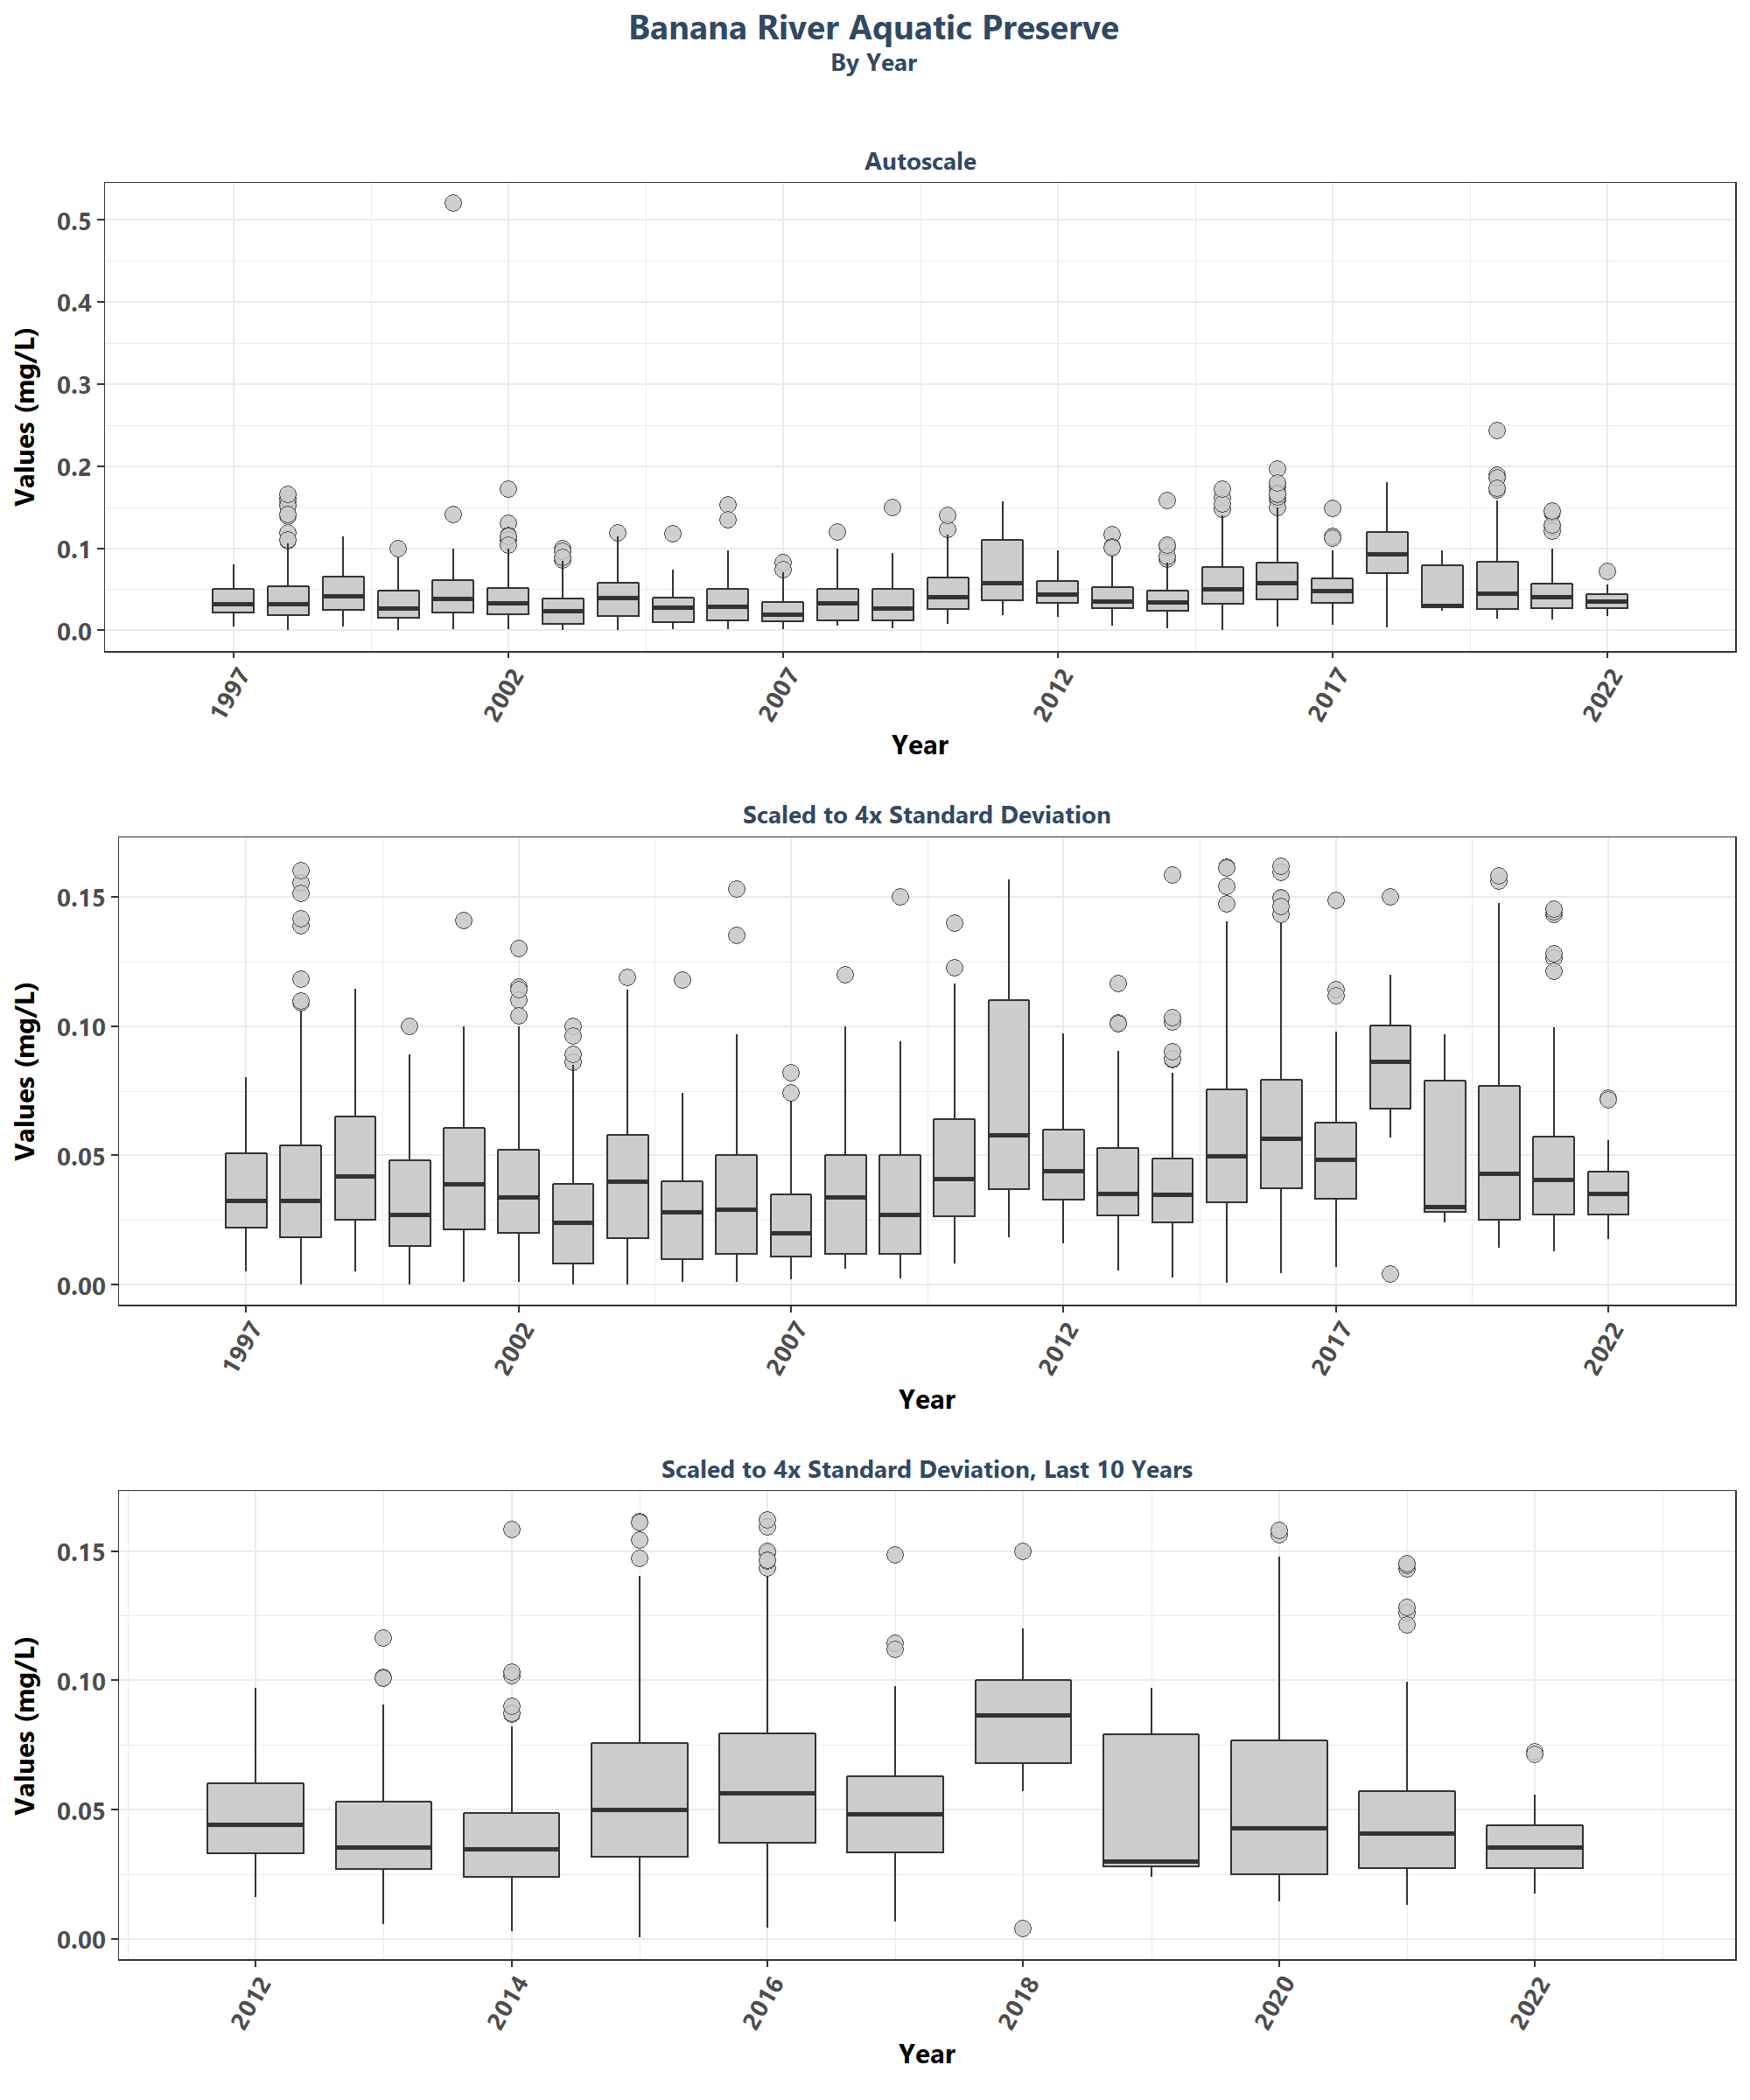 Banana River Aquatic Preserve
By Year
Autoscale
Values (mg/L)
0.5
0.4
0.3
0.2
0.1
0.0
1997
2002
2007
2012
2017
2022
Year
Scaled to 4x Standard Deviation
Values (mg/L)
0.15
0.10
0.05
0.00
1997
2002
2007
2012
2017
2022
Year
Scaled to 4x Standard Deviation, Last 10 Years
Values (mg/L)
0.15
0.10
0.05
0.00
2012
2014
2016
2018
2020
2022
Year